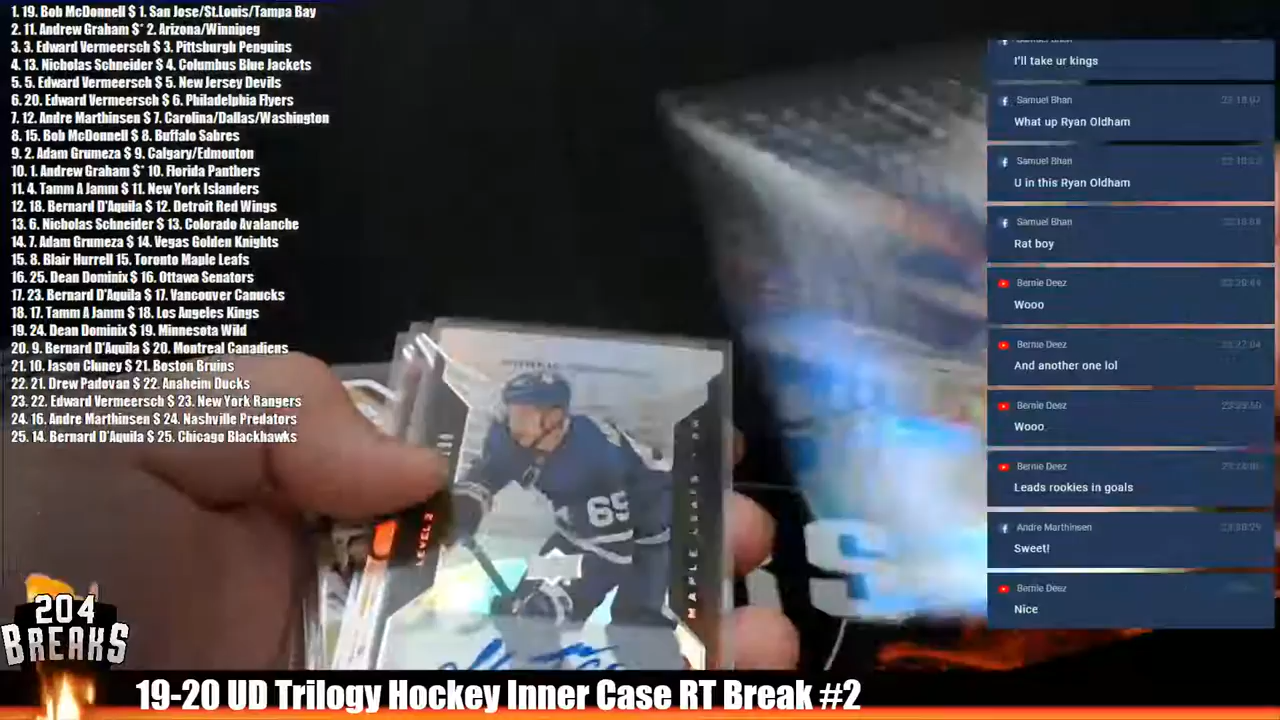 1. 19. Bob McDonnell $ 1. San Jose/St.Louis/Tampa Bay
2. 11. Andrew Graham $* 2. Arizona/Winnipeg
3. 3. Edward Vermeersch $ 3. Pittsburgh Penguins
4. 13. Nicholas Schneider $ 4. Columbus Blue Jackets
5. 5. Edward Vermeersch $ 5. New Jersey Devils
6. 20. Edward Vermeersch $ 6. Philadelphia Flyers
7. 12. Andre Marthinsen $ 7. Carolina/Dallas/Washington
8. 15. Bob McDonnell $ 8. Buffalo Sabres
9. 2. Adam Grumeza $ 9. Calgary/Edmonton
10. 1. Andrew Graham $* 10. Florida Panthers
11. 4. Tamm A Jamm $ 11. New York Islanders
12. 18. Bernard D'Aquila $ 12. Detroit Red Wings
13. 6. Nicholas Schneider $ 13. Colorado Avalanche
14. 7. Adam Grumeza $ 14. Vegas Golden Knights
15. 8. Blair Hurrell 15. Toronto Maple Leafs
16. 25. Dean Dominix $ 16. Ottawa Senators
17. 23. Bernard D'Aquila $ 17. Vancouver Canucks
18. 17. Tamm A Jamm $ 18. Los Angeles Kings
19. 24. Dean Dominix $ 19. Minnesota Wild
20. 9. Bernard D'Aquila $ 20. Montreal Canadiens
21. 10. Jason Cluney $ 21. Boston Bruins
22. 21. Drew Padovan $ 22. Anaheim Ducks
23. 22. Edward Vermeersch $ 23. New York Rangers
24. 16. Andre Marthinsen $ 24. Nashville Predators
25. 14. Bernard D'Aquila $ 25. Chicago Blackhawks
I'll take ur kings
Samuel Bhan
What up Ryan Oldham
Samuel Bhan
U in this Ryan Oldham
Samuel Bhan
Rat boy
Bernie Deez
Wooo
Bernie Deez
And another one lol
Bernie Deez
Wooo
Bernie Deez
Leads rookies in goals
Andre Marthinsen
Sweet!
Bernie Deez
Nice
LEVEL 2
65
MAPLE LEAFS
204
BREAKS
19-20 UD Trilogy Hockey Inner Case RT Break #2